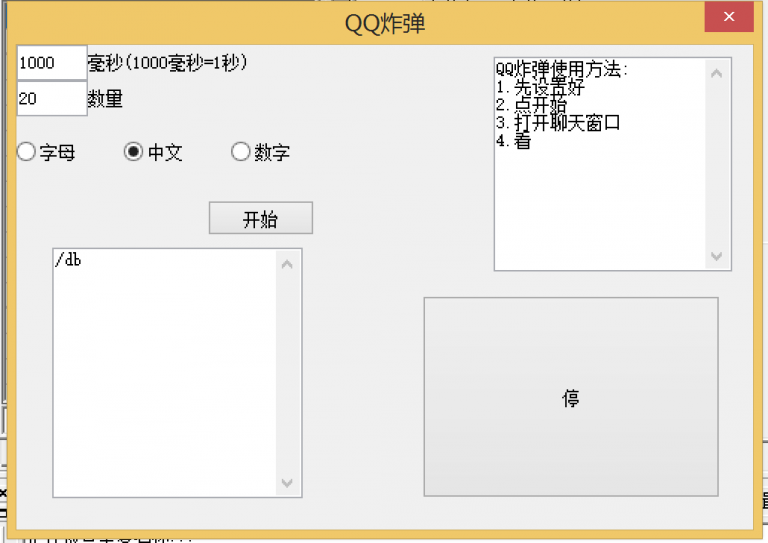 QQ炸弹
1000 毫秒(1000毫秒=1秒)
20 数量
字母 中文 数字
开始
/db
QQ炸弹使用方法:
1.先设置好
2.点开始
3.打开聊天窗口
4.看
停